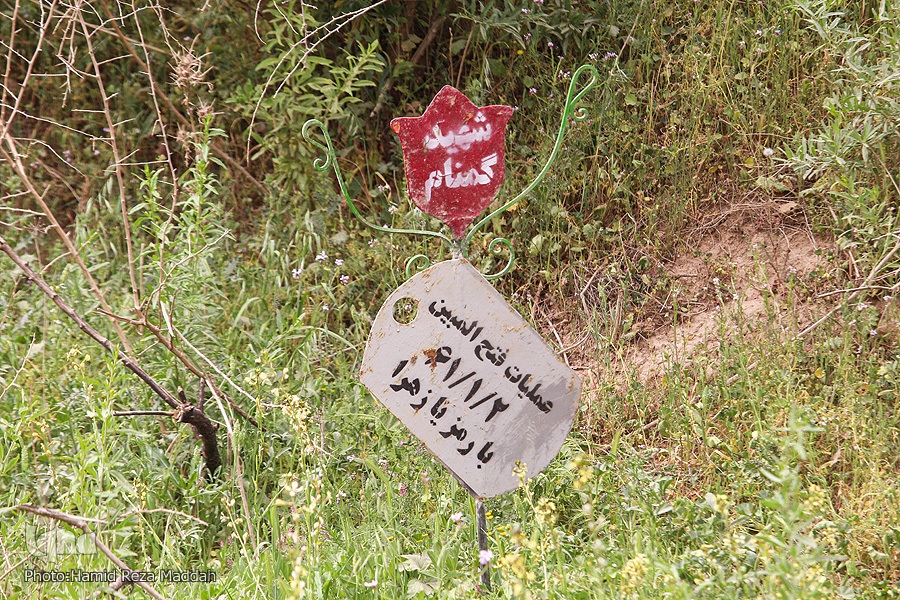 شهید
گمنام
عملیات فتح المبین
۶۱/۱/۲
با رمز یا زهرا
Photo:Hamid Reza Maddah